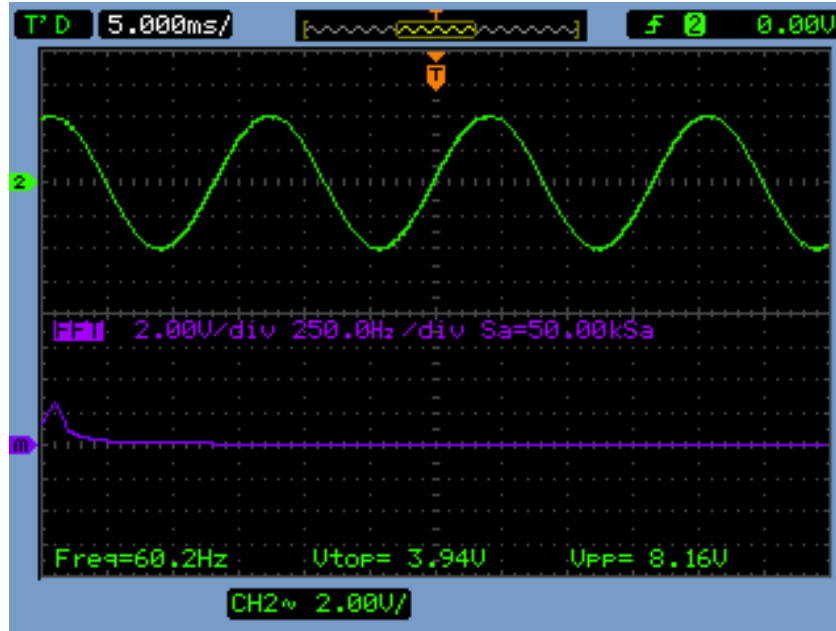 T'D 5.000ms/ 2 0.00V
T
T
2
FFT 2.00V/div 250.0Hz/div Sa=50.00kSa
m
Freq=60.2Hz Vtop= 3.94V Vpp= 8.16V
CH2~ 2.00V/